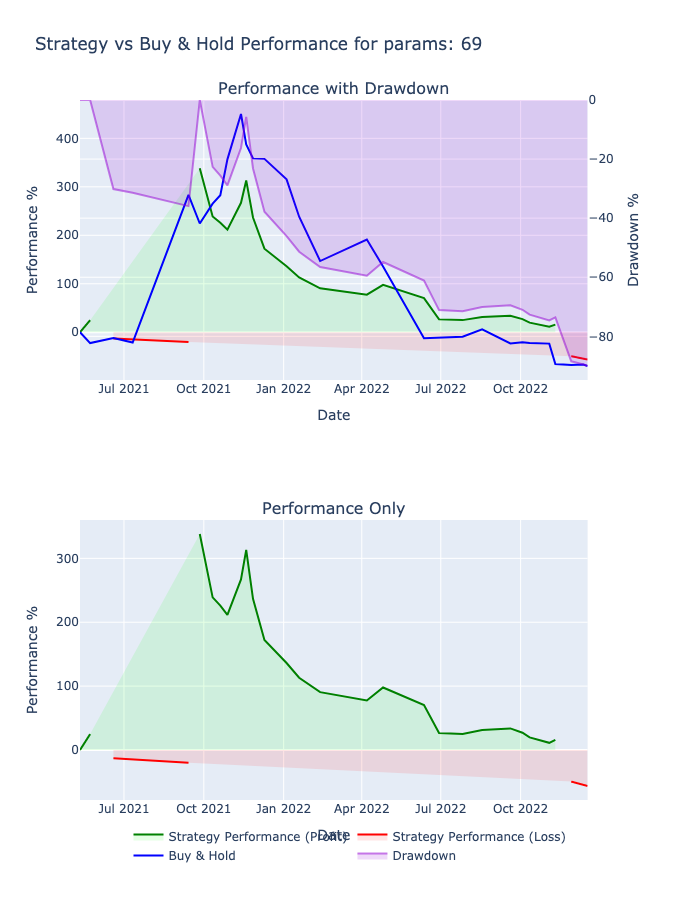 Strategy vs Buy & Hold Performance for params: 69
Performance with Drawdown
400
300
200
100
0
Performance %
0
−20
−40
−60
−80
Drawdown %
Jul 2021 Oct 2021 Jan 2022 Apr 2022 Jul 2022 Oct 2022
Date
Performance Only
300
200
100
0
Performance %
Jul 2021 Oct 2021 Jan 2022 Apr 2022 Jul 2022 Oct 2022
Date
Strategy Performance (Profit) Strategy Performance (Loss)
Buy & Hold Drawdown